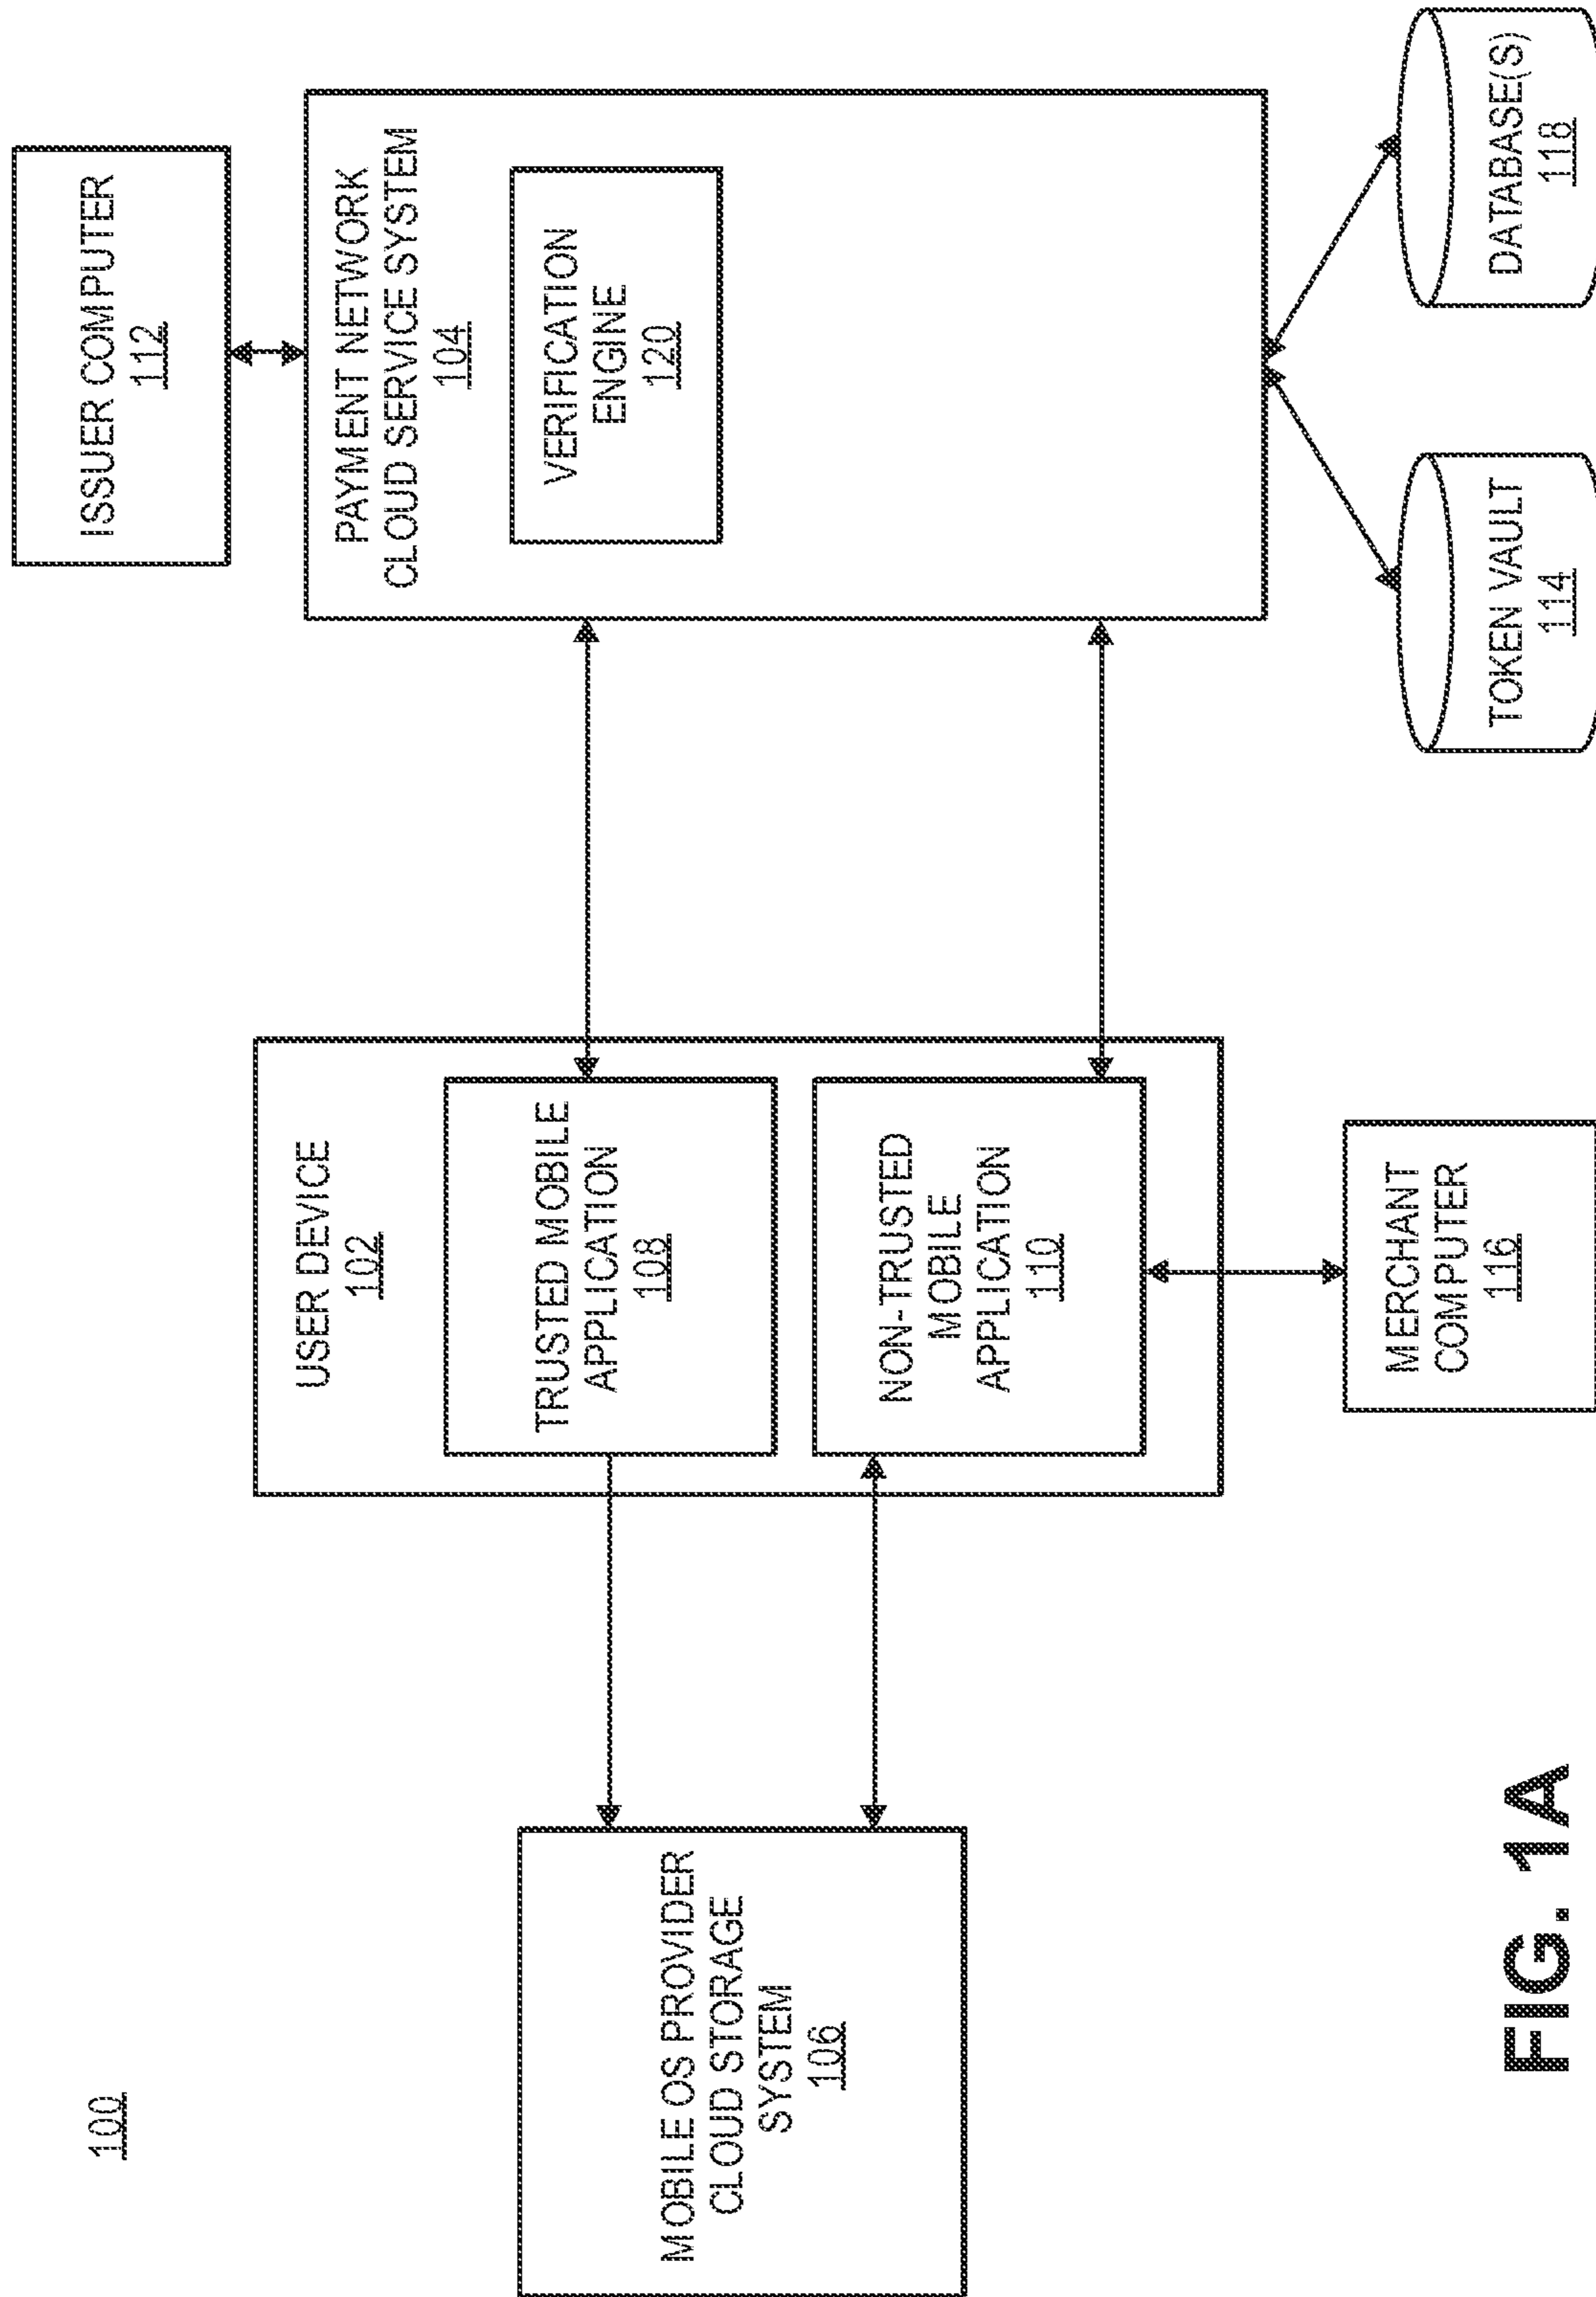 100
MOBILE OS PROVIDER
CLOUD STORAGE
SYSTEM
106
USER DEVICE
102
TRUSTED MOBILE
APPLICATION
108
NON-TRUSTED
MOBILE
APPLICATION
110
MERCHANT
COMPUTER
116
ISSUER COMPUTER
112
PAYMENT NETWORK
CLOUD SERVICE SYSTEM
104
VERIFICATION
ENGINE
120
TOKEN VAULT
114
DATABASE(S)
118
FIG. 1A